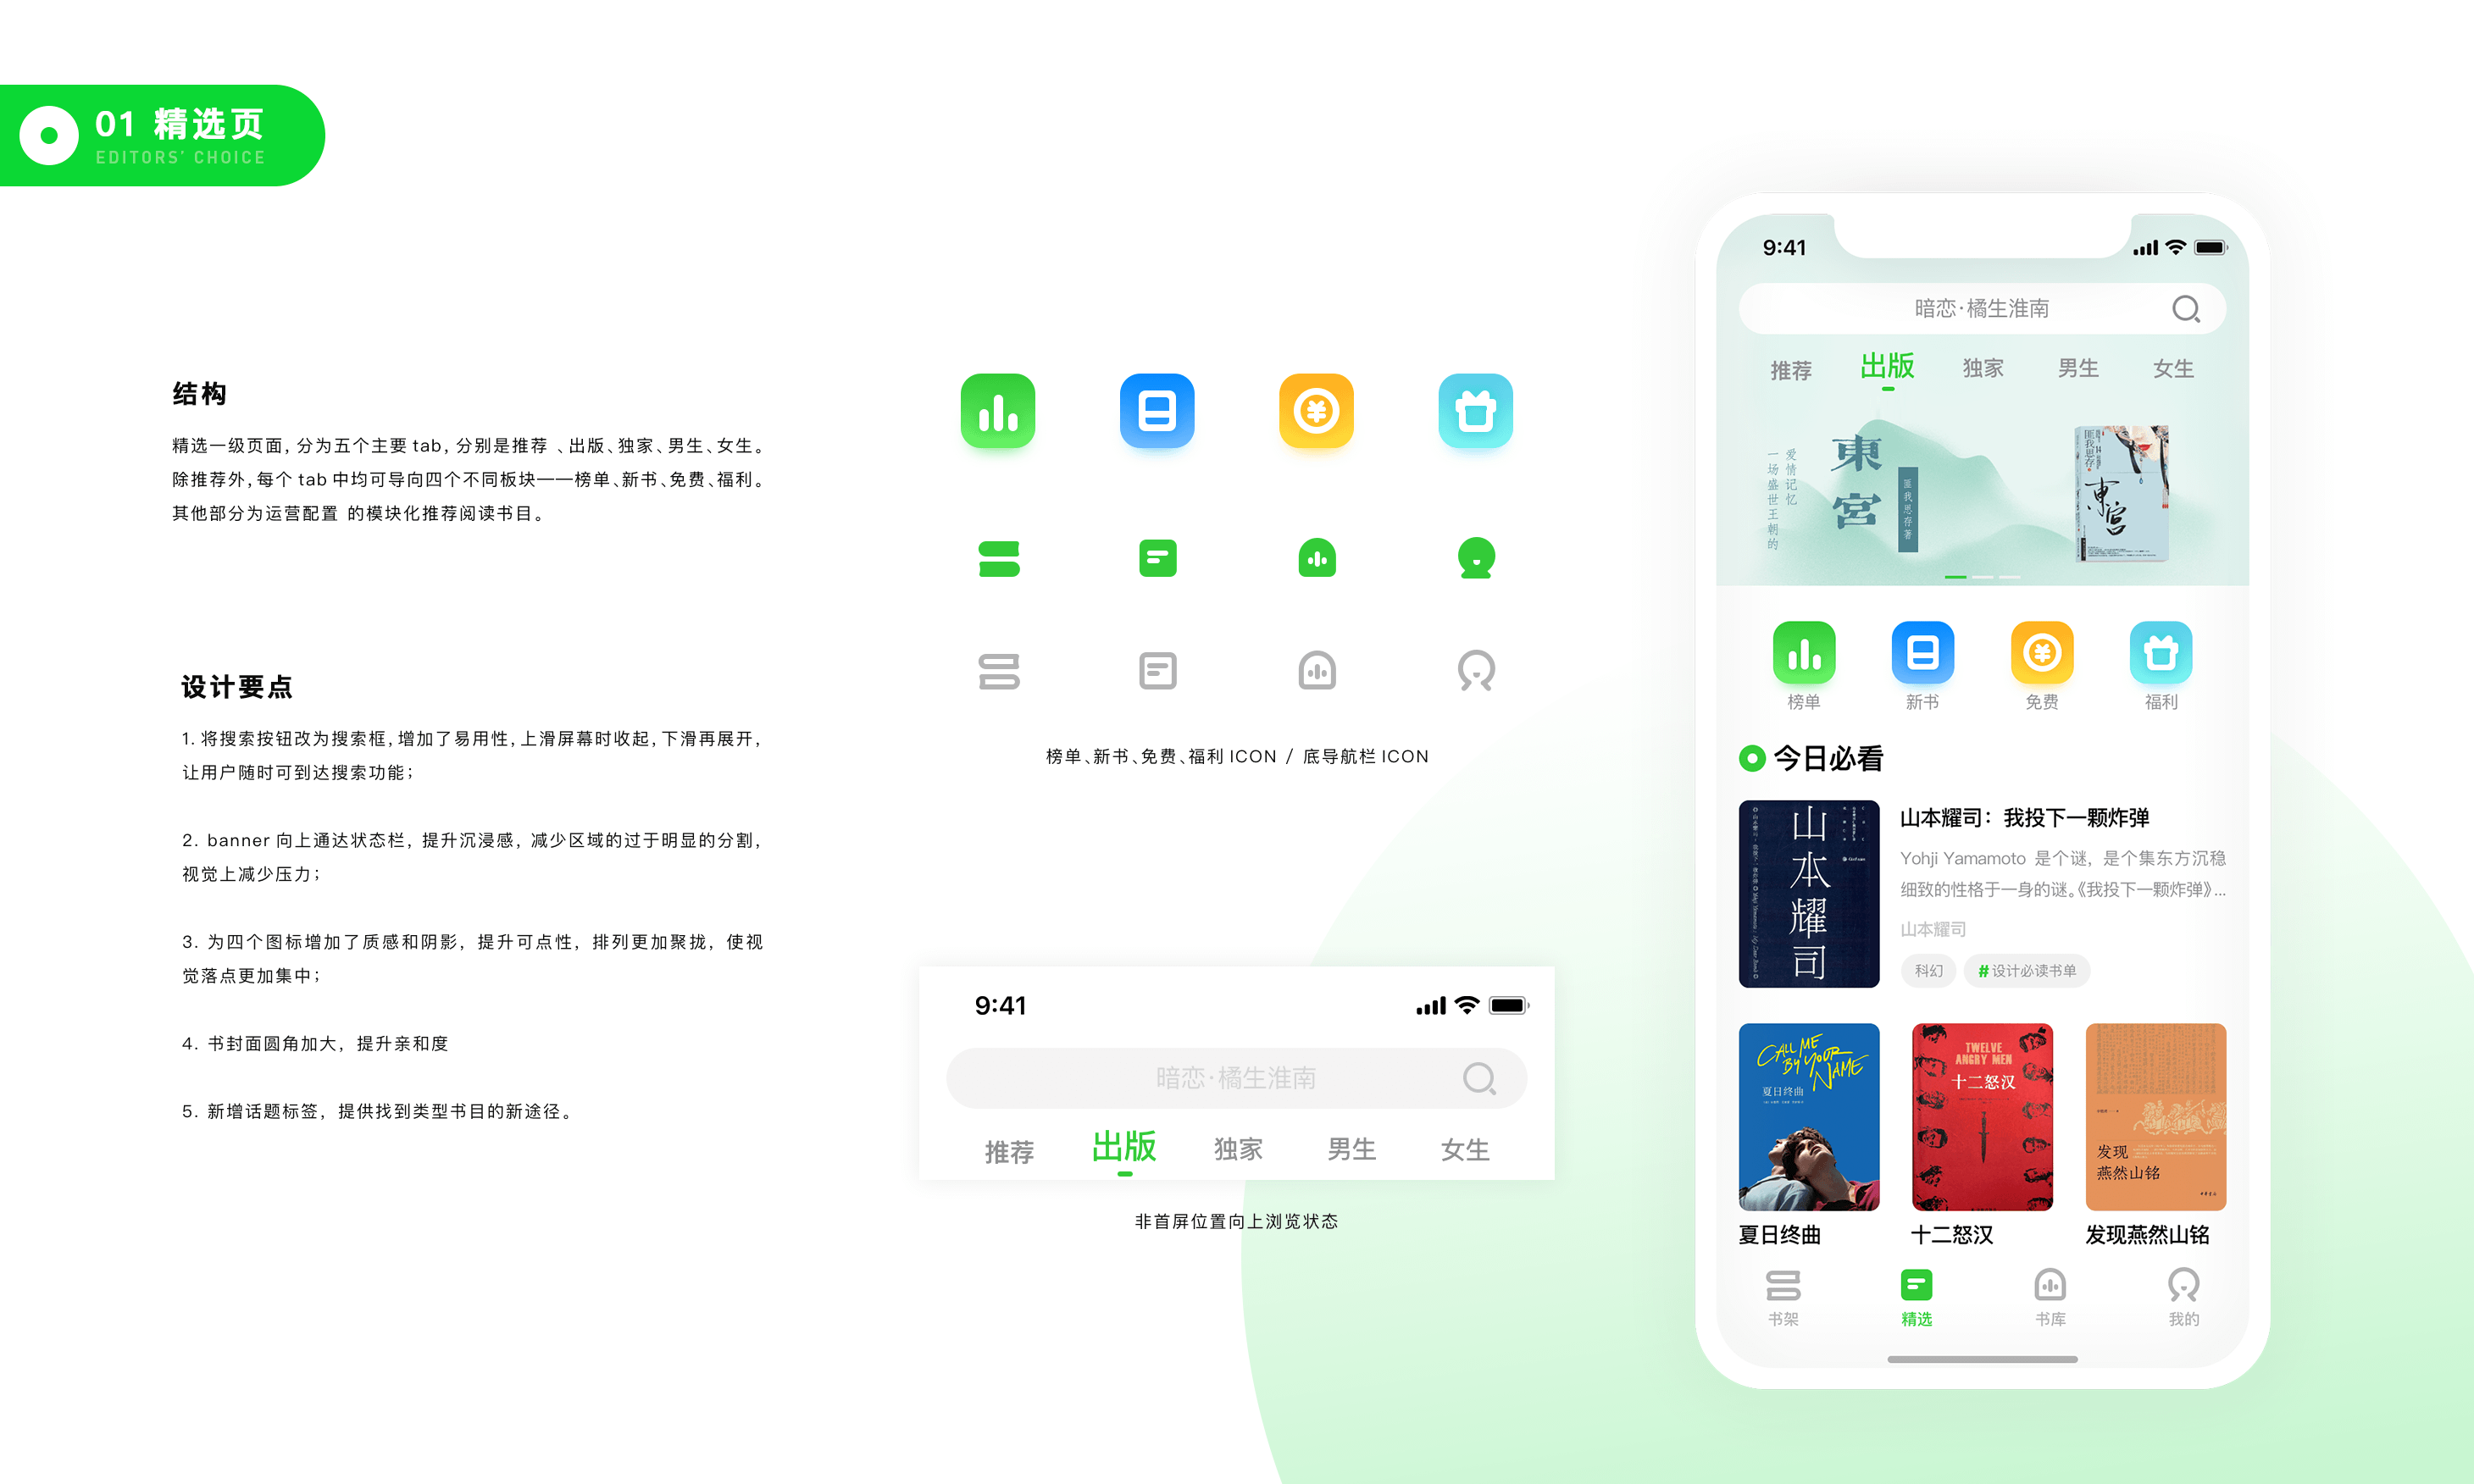 01 精选页
EDITORS' CHOICE
结构
精选一级页面, 分为五个主要 tab, 分别是推荐 、出版、独家、男生、女生。
除推荐外, 每个 tab 中均可导向四个不同板块——榜单、新书、免费、福利。
其他部分为运营配置 的模块化推荐阅读书目。
设计要点
1. 将搜索按钮改为搜索框, 增加了易用性, 上滑屏幕时收起, 下滑再展开,
让用户随时可到达搜索功能;
2. banner 向上通达状态栏, 提升沉浸感, 减少区域的过于明显的分割,
视觉上减少压力;
3. 为四个图标增加了质感和阴影, 提升可点性, 排列更加聚拢, 使视
觉落点更加集中;
4. 书封面圆角加大, 提升亲和度
5. 新增话题标签, 提供找到类型书目的新途径。
榜单、新书、免费、福利 ICON / 底导航栏 ICON
9:41
暗恋·橘生淮南
推荐
出版
独家
男生
女生
非首屏位置向上浏览状态
9:41
暗恋·橘生淮南
推荐
出版
独家
男生
女生
爱情记忆
一场盛世王朝的
東宫
匪我思存著
匪我思存
东宫
榜单
新书
免费
福利
今日必看
山本耀司
山本耀司：我投下一颗炸弹
Yohji Yamamoto 是个谜，是个集东方沉稳
细致的性格于一身的谜。《我投下一颗炸弹》...
山本耀司
科幻
#设计必读书单
CALL ME
BY YOUR
NAME
夏日终曲
TWELVE
ANGRY MEN
十二怒汉
发现
燕然山铭
夏日终曲
十二怒汉
发现燕然山铭
书架
精选
书库
我的